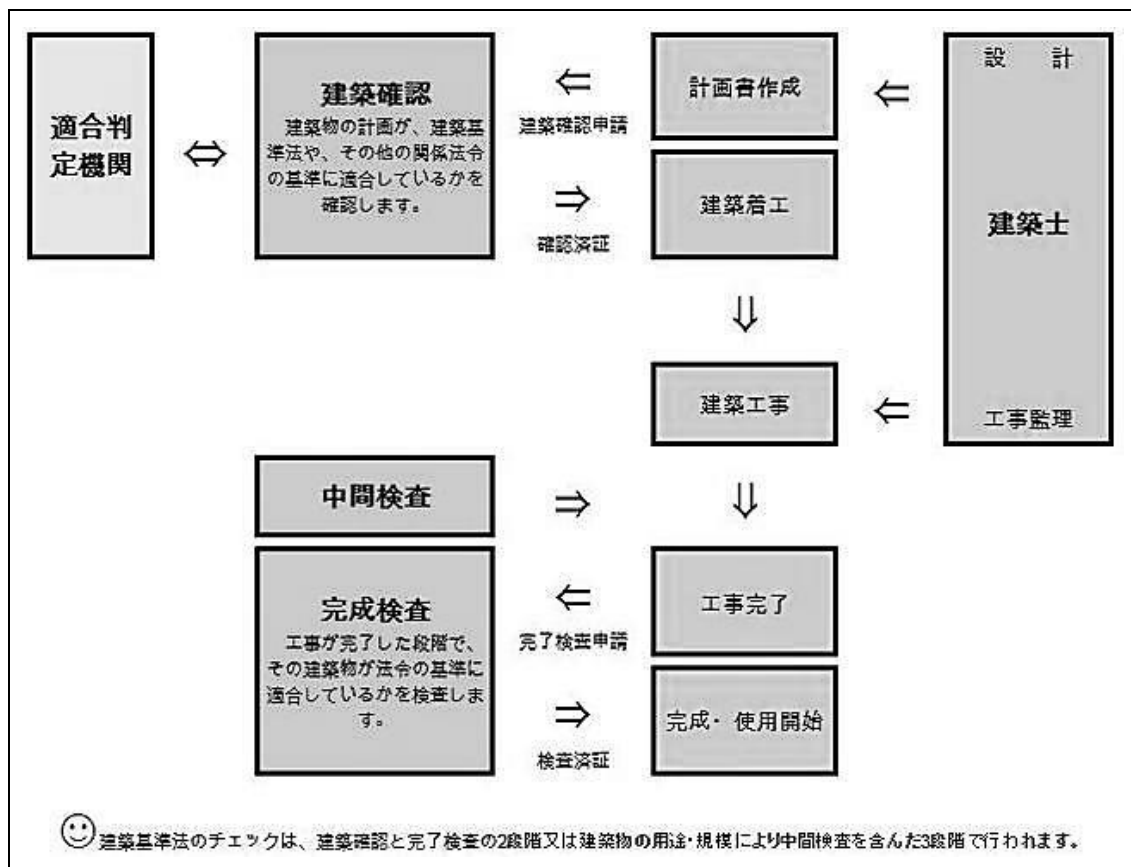 適合判
定機関
⇔
建築確認
建築物の計画が、建築基
準法や、その他の関係法令
の基準に適合しているかを
確認します。
⇐
建築確認申請
⇒
確認済証
計画書作成
建築着工
⇐
設 計
建築士
工事監理
⇓
建築工事
⇐
中間検査
⇒
⇓
完成検査
工事が完了した段階で、
その建築物が法令の基準に
適合しているかを検査しま
す。
⇐
完了検査申請
⇒
検査済証
工事完了
完成・使用開始
建築基準法のチェックは、建築確認と完了検査の2段階又は建築物の用途・規模により中間検査を含んだ3段階で行われます。